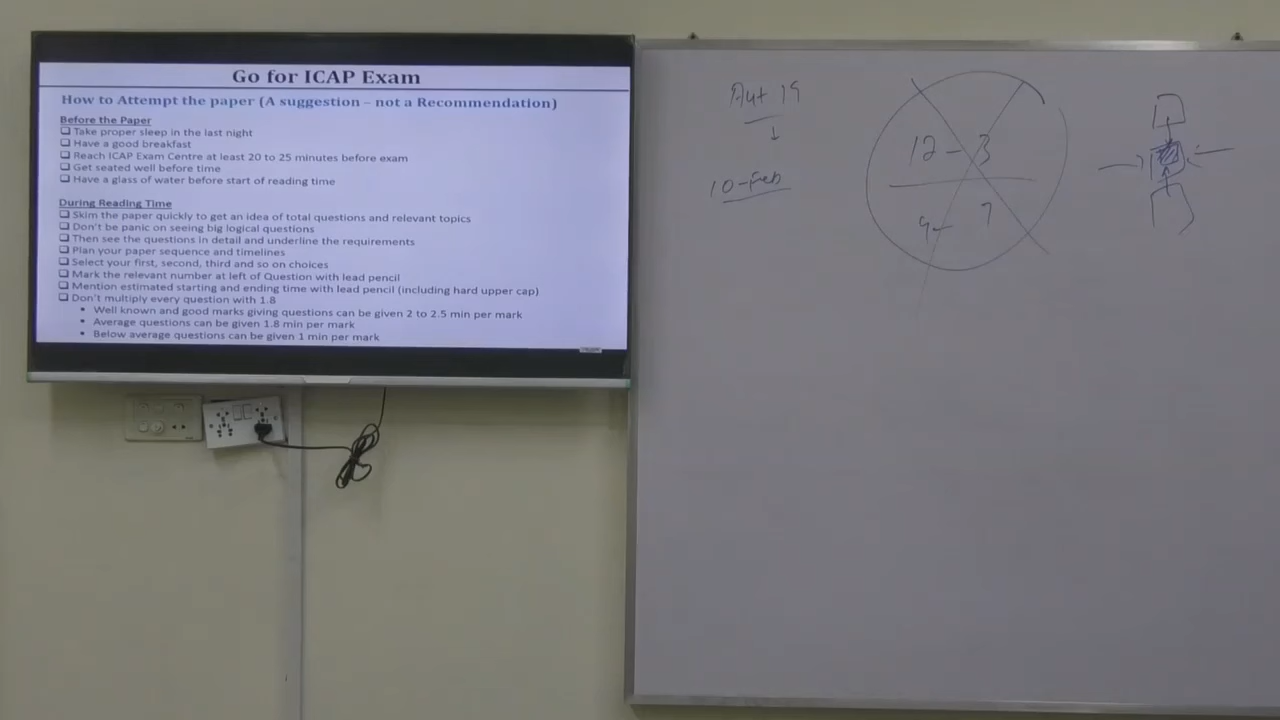 Go for ICAP Exam
How to Attempt the paper (A suggestion – not a Recommendation)
Before the Paper
❑ Take proper sleep in the last night
❑ Have a good breakfast
❑ Reach ICAP Exam Centre at least 20 to 25 minutes before exam
❑ Get seated well before time
❑ Have a glass of water before start of reading time
During Reading Time
❑ Skim the paper quickly to get an idea of total questions and relevant topics
❑ Don't be panic on seeing big logical questions
❑ Then see the questions in detail and underline the requirements
❑ Plan your paper sequence and timelines
❑ Select your first, second, third and so on choices
❑ Mark the relevant number at left of Question with lead pencil
❑ Mention estimated starting and ending time with lead pencil (including hard upper cap)
❑ Don't multiply every question with 1.8
• Well known and good marks giving questions can be given 2 to 2.5 min per mark
• Average questions can be given 1.8 min per mark
• Below average questions can be given 1 min per mark
Aut 19
10-Feb
12 – 3
7